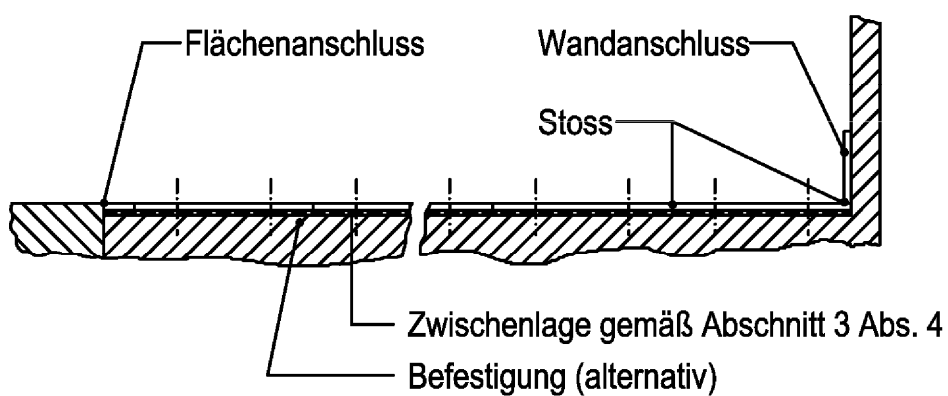 Flächenanschluss
Wandanschluss
Stoss
Zwischenlage gemäß Abschnitt 3 Abs. 4
Befestigung (alternativ)